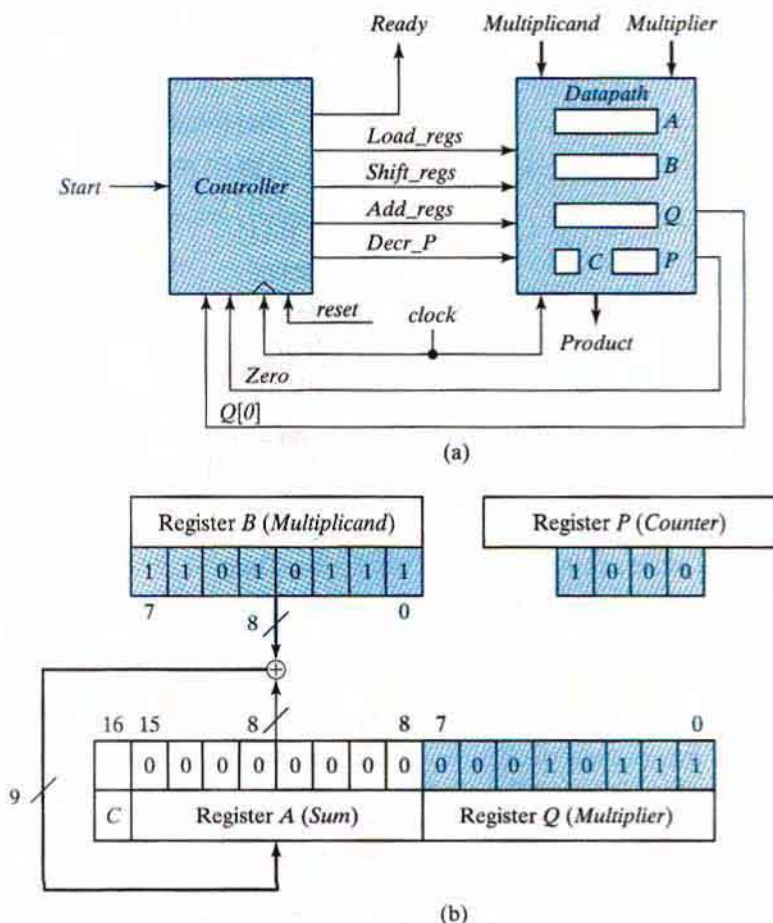 Ready
Multiplicand Multiplier
Datapath
A
Load_regs
B
Shift_regs
Start
Controller
Add_regs
Q
Decr_P
C P
reset
clock
Product
Zero
Q[0]
(a)
Register B (Multiplicand)
Register P (Counter)
1 1 0 1 0 1 1 1
1 0 0 0
7 8 0
+
16 15 8 8 7 0
0 0 0 0 0 0 0 0 0 0 0 1 0 1 1 1
9
C Register A (Sum) Register Q (Multiplier)
(b)